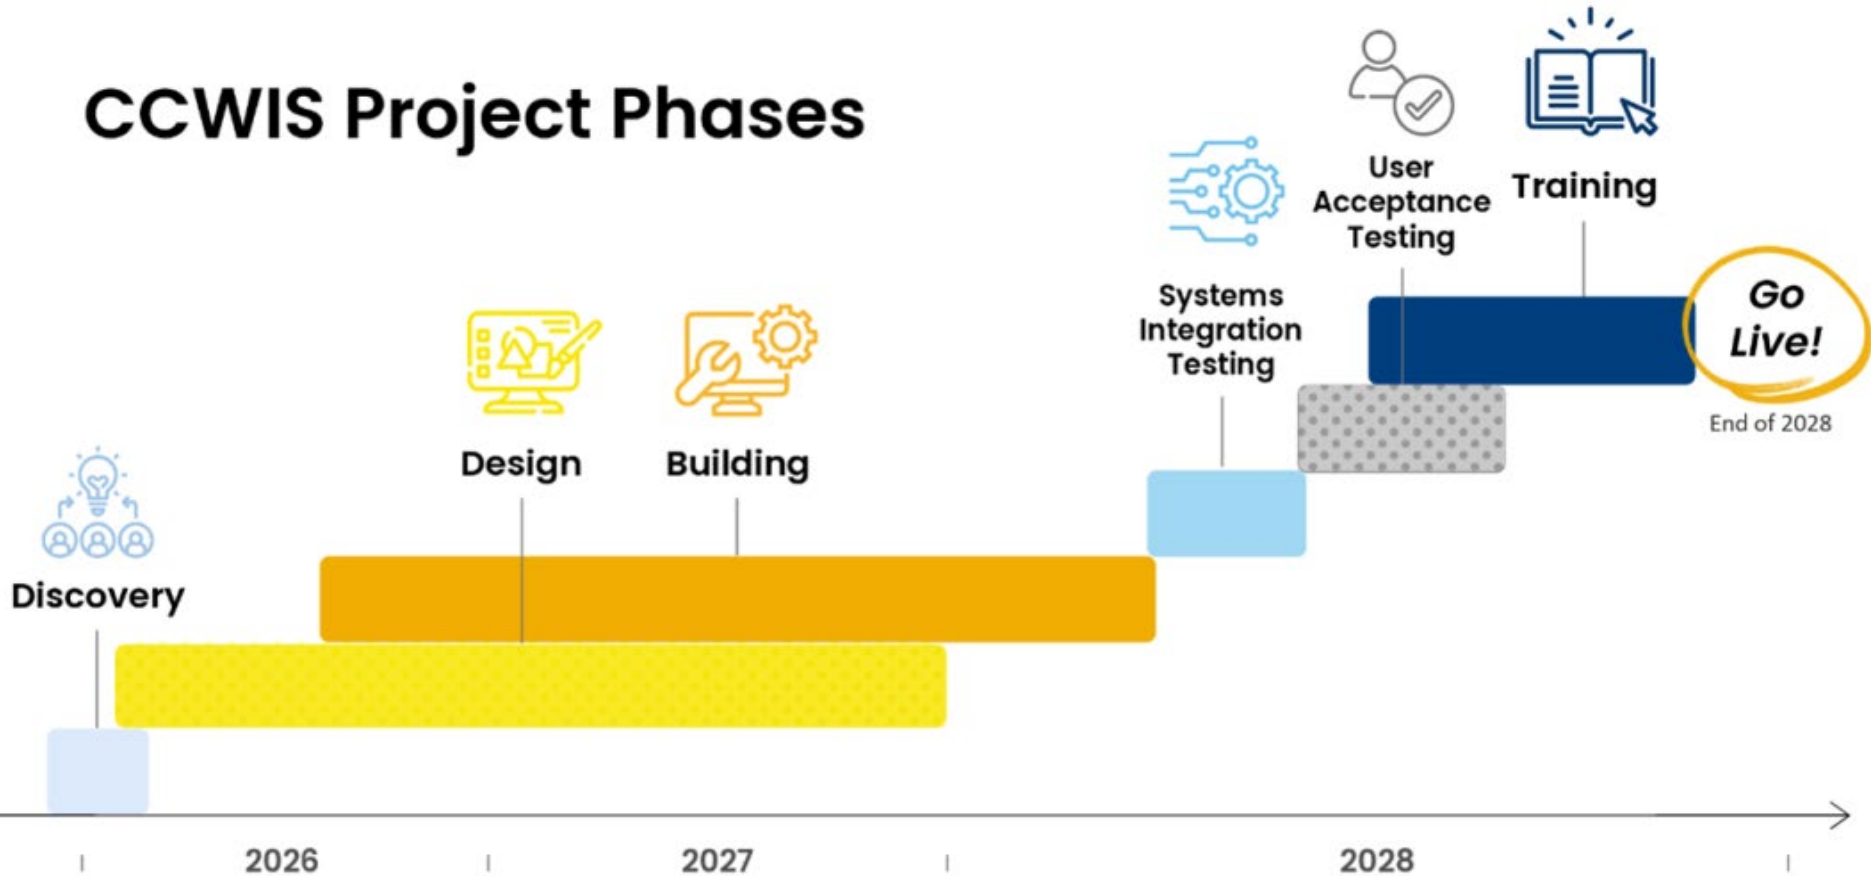 CCWIS Project Phases
User
Acceptance
Testing
Training
Systems
Integration
Testing
Go
Live!
End of 2028
Design
Building
Discovery
2026
2027
2028